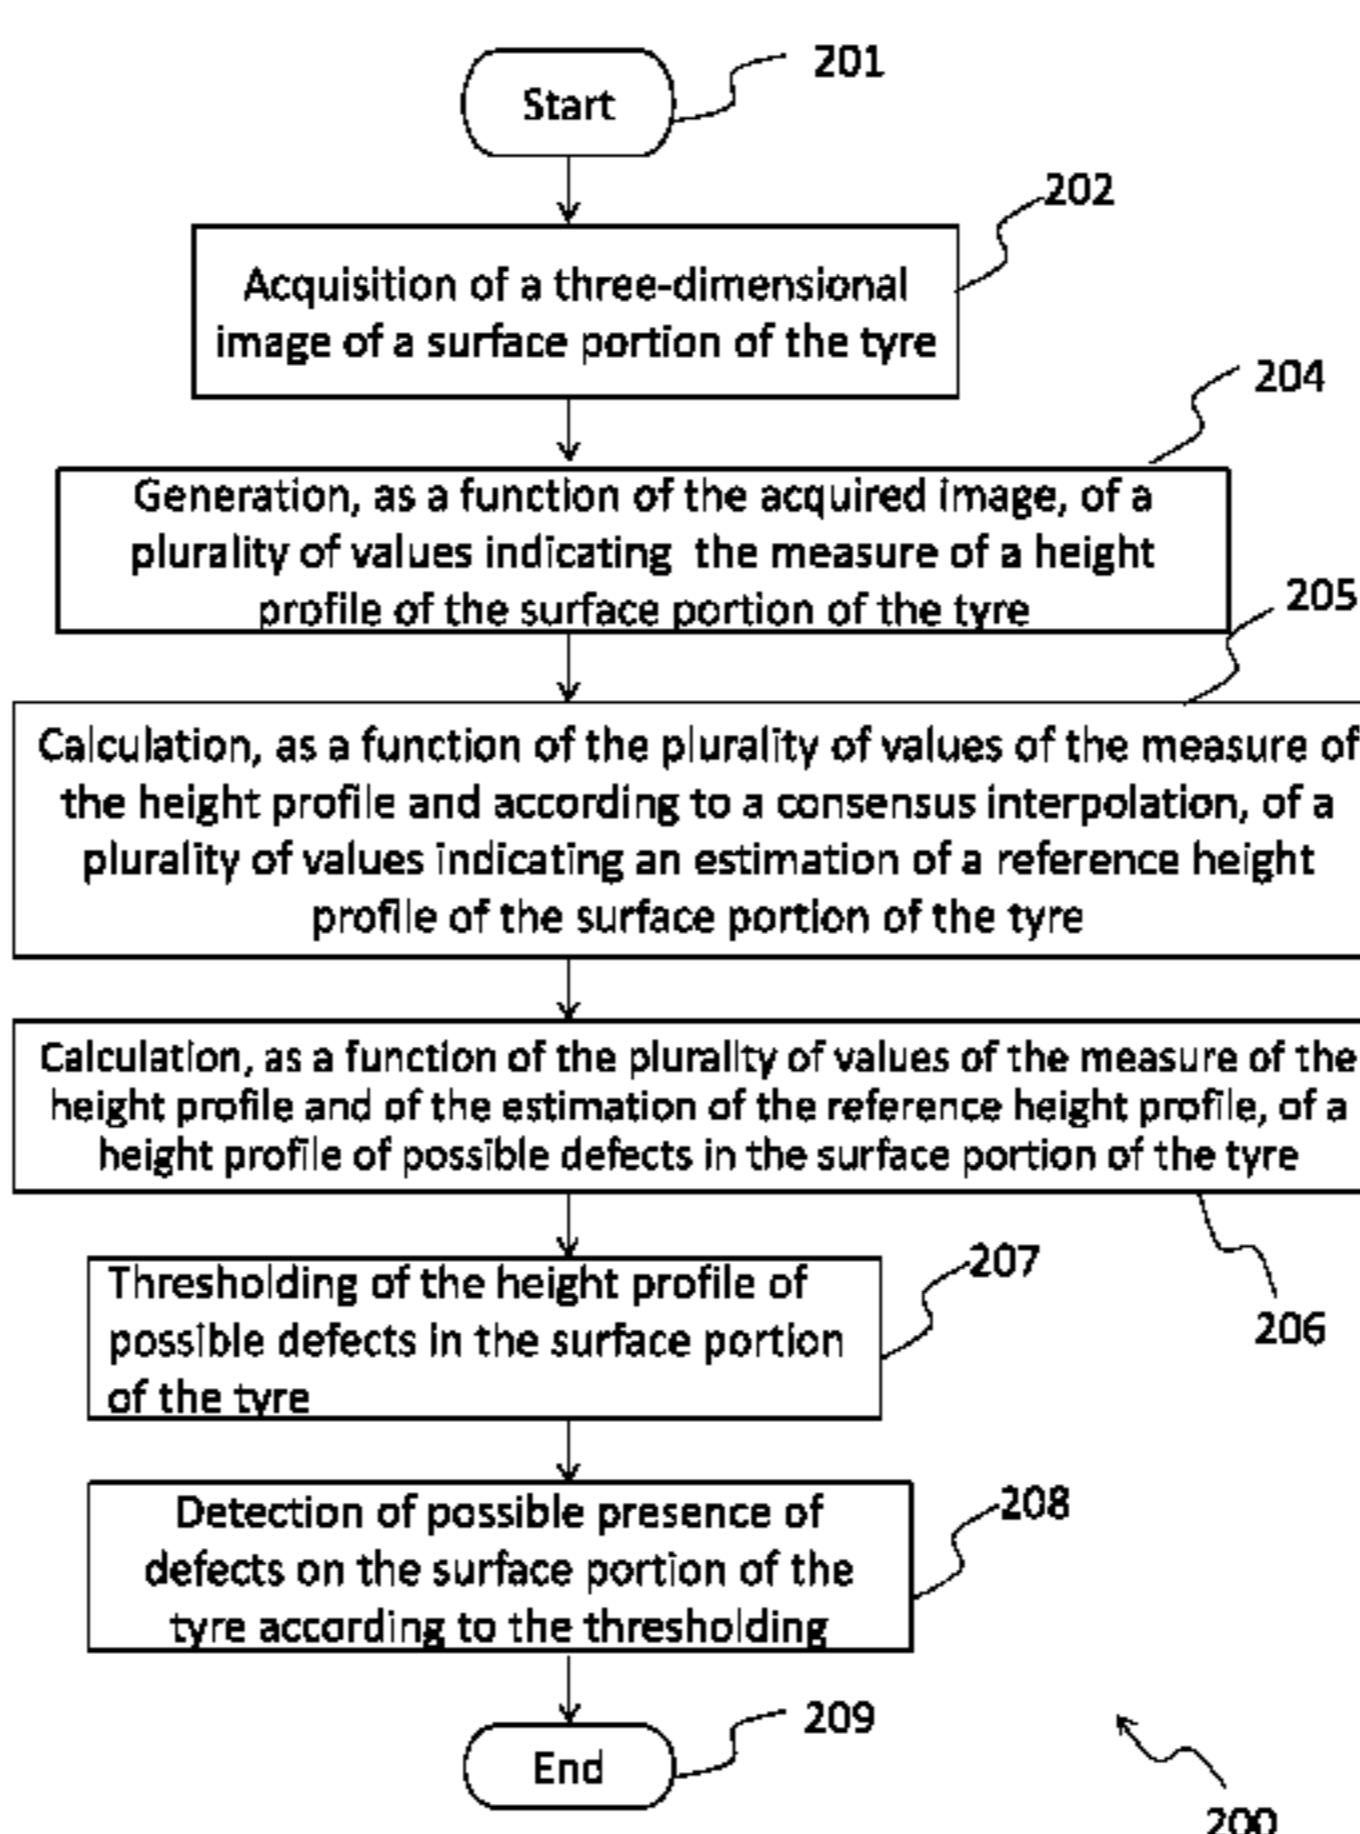 201
Start
202
Acquisition of a three-dimensional
image of a surface portion of the tyre
204
Generation, as a function of the acquired image, of a
plurality of values indicating the measure of a height
profile of the surface portion of the tyre
205
Calculation, as a function of the plurality of values of the measure of
the height profile and according to a consensus interpolation, of a
plurality of values indicating an estimation of a reference height
profile of the surface portion of the tyre
Calculation, as a function of the plurality of values of the measure of the
height profile and of the estimation of the reference height profile, of a
height profile of possible defects in the surface portion of the tyre
206
207
Thresholding of the height profile of
possible defects in the surface portion
of the tyre
208
Detection of possible presence of
defects on the surface portion of the
tyre according to the thresholding
209
End
200